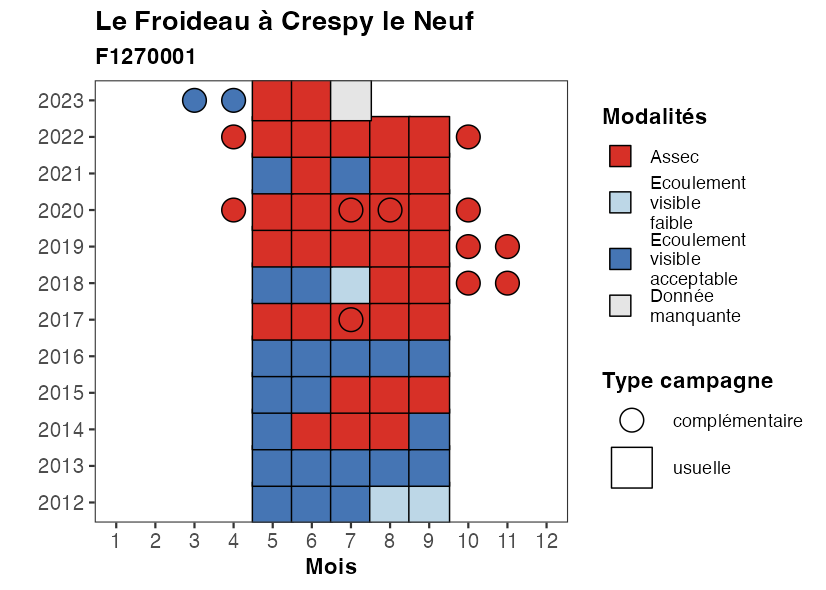 Le Froideau à Crespy le Neuf
F1270001
2023
2022
2021
2020
2019
2018
2017
2016
2015
2014
2013
2012
1 2 3 4 5 6 7 8 9 10 11 12
Mois
Modalités
Assec
Ecoulement
visible
faible
Ecoulement
visible
acceptable
Donnée
manquante
Type campagne
complémentaire
usuelle